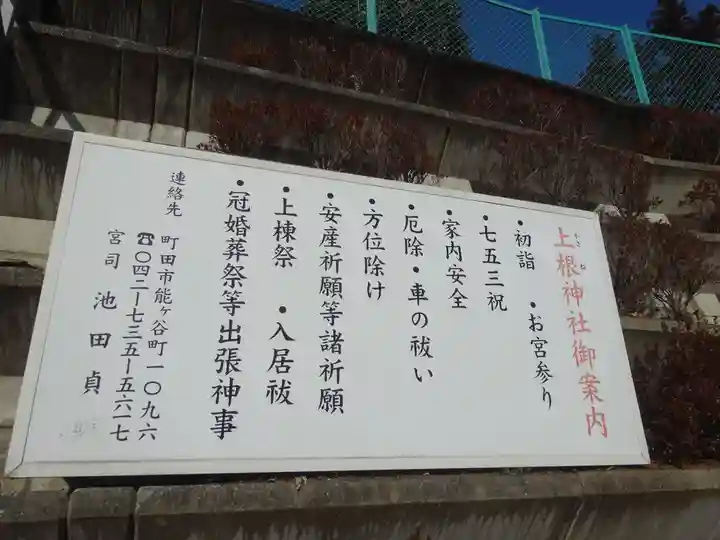 上根神社御案内
かさね
・初詣 ・お宮参り
・七五三祝
・家内安全
・厄除・車の祓い
・方位除け
・安産祈願等諸祈願
・上棟祭 ・入居祓
・冠婚葬祭等出張神事
連絡先
町田市能ヶ谷町一〇九六
☎〇四二－七三五－五六一七
宮司 池田貞